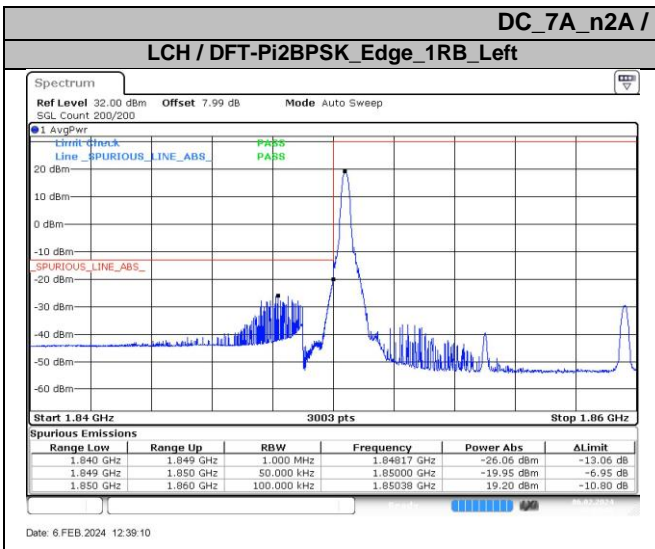 DC_7A_n2A /
LCH / DFT-Pi2BPSK_Edge_1RB_Left
Spectrum
Ref Level 32.00 dBm Offset 7.99 dB Mode Auto Sweep
SGL Count 200/200
1 AvgPwr
Limit Check PASS
Line _SPURIOUS_LINE_ABS_ PASS
20 dBm
10 dBm
0 dBm
-10 dBm
_SPURIOUS_LINE_ABS_
-20 dBm
-30 dBm
-40 dBm
-50 dBm
-60 dBm
Start 1.84 GHz 3003 pts Stop 1.86 GHz
Spurious Emissions
Range Low Range Up RBW Frequency Power Abs ΔLimit
1.840 GHz 1.849 GHz 1.000 MHz 1.84817 GHz -26.06 dBm -13.06 dB
1.849 GHz 1.850 GHz 50.000 kHz 1.85000 GHz -19.95 dBm -6.95 dB
1.850 GHz 1.860 GHz 100.000 kHz 1.85038 GHz 19.20 dBm -10.80 dB
Date: 6.FEB.2024 12:39:10